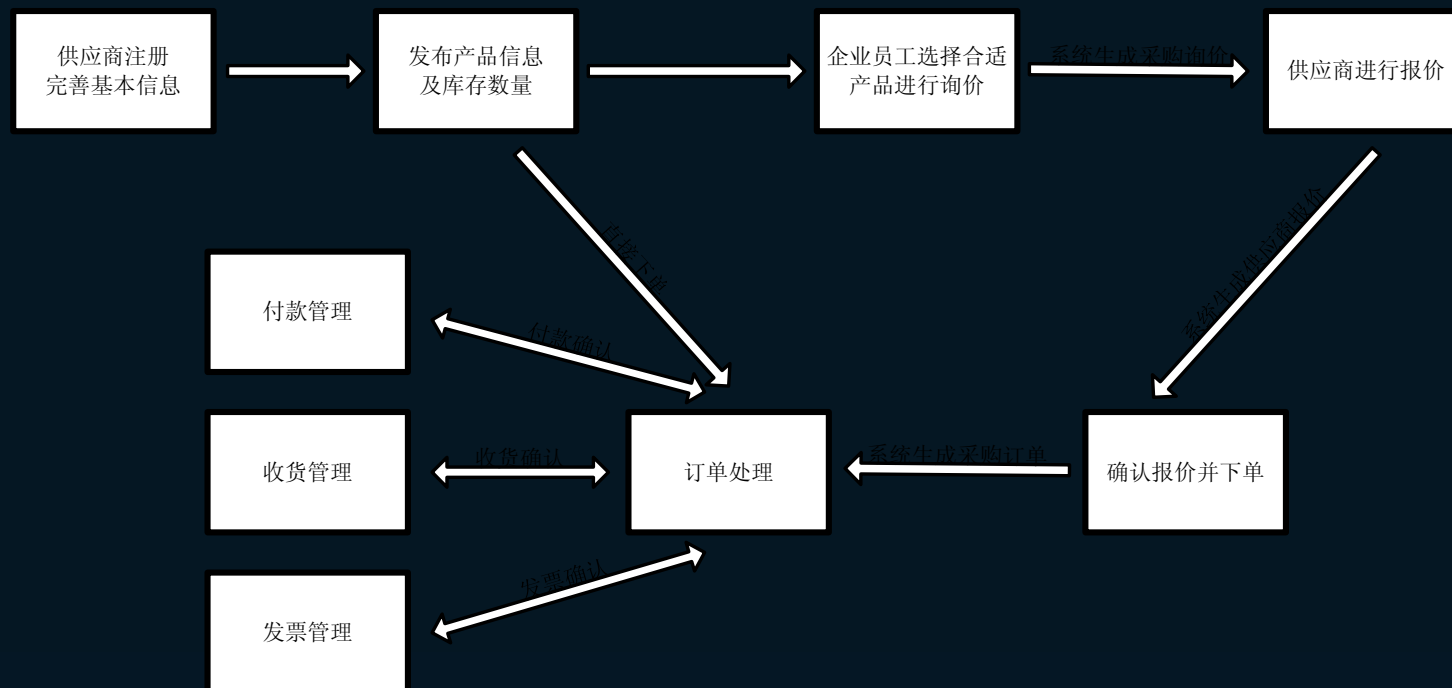 供应商注册
完善基本信息
发布产品信息
及库存数量
企业员工选择合适
产品进行询价
系统生成采购询价
供应商进行报价
直接下单
系统生成供应商报价
付款管理
付款确认
收货管理
收货确认
订单处理
系统生成采购订单
确认报价并下单
发票确认
发票管理